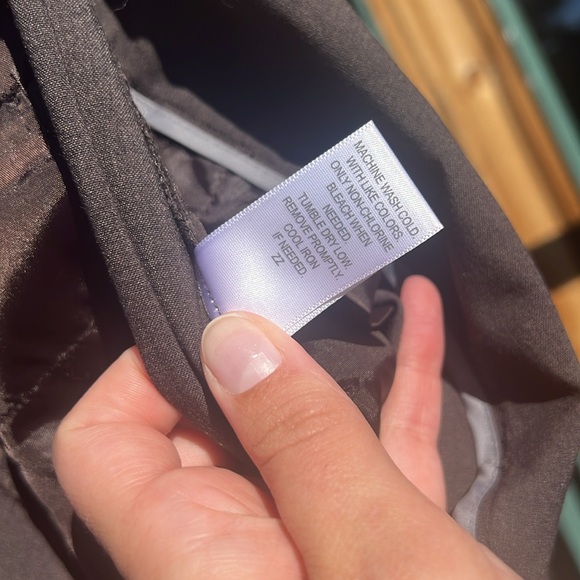 MACHINE WASH COLD
WITH LIKE COLORS
ONLY NON-CHLORINE
BLEACH WHEN
NEEDED.
TUMBLE DRY LOW.
REMOVE PROMPTLY.
COOL IRON
IF NEEDED
ZZ